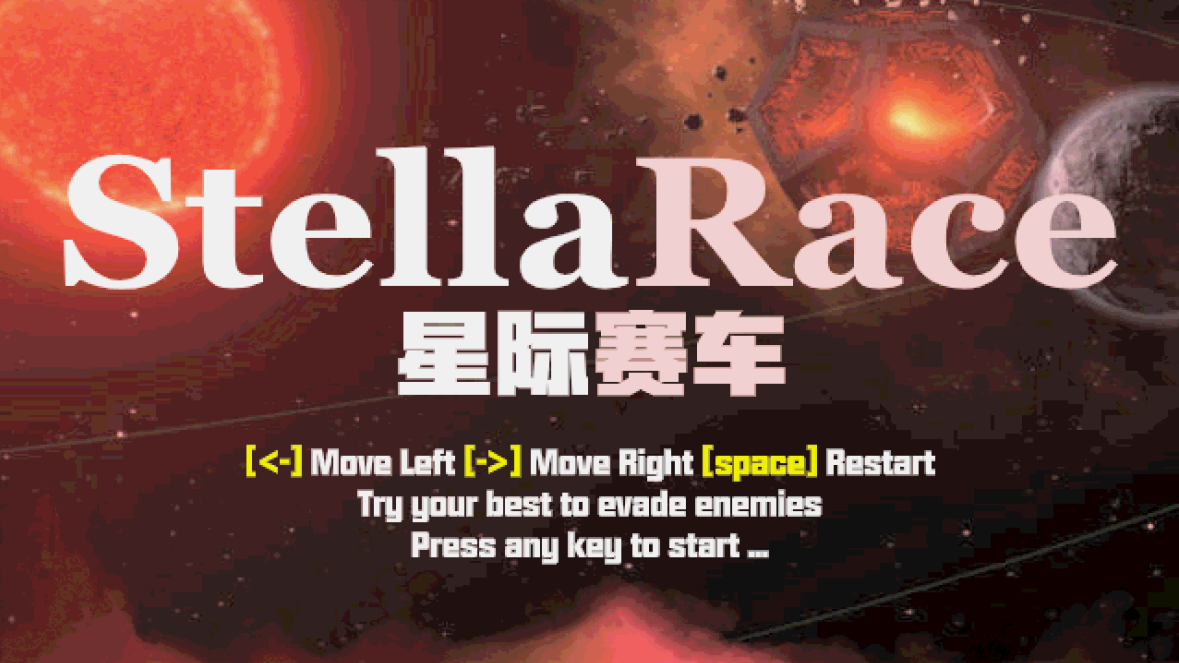 StellaRace
星际赛车
[<-] Move Left [->] Move Right [space] Restart
Try your best to evade enemies
Press any key to start ...